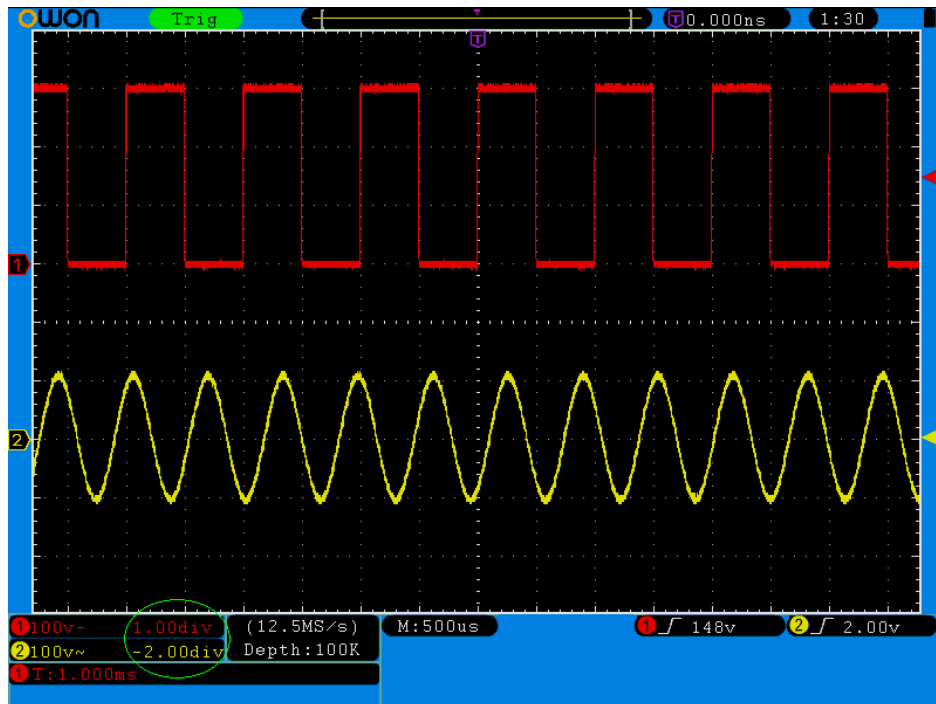 OWON Trig T 0.000ns 1:30
T
1
2
1 100v- 1.00div (12.5MS/s) M:500us 1 148v 2 2.00v
2 100v~ -2.00div Depth:100K
1 T:1.000ms